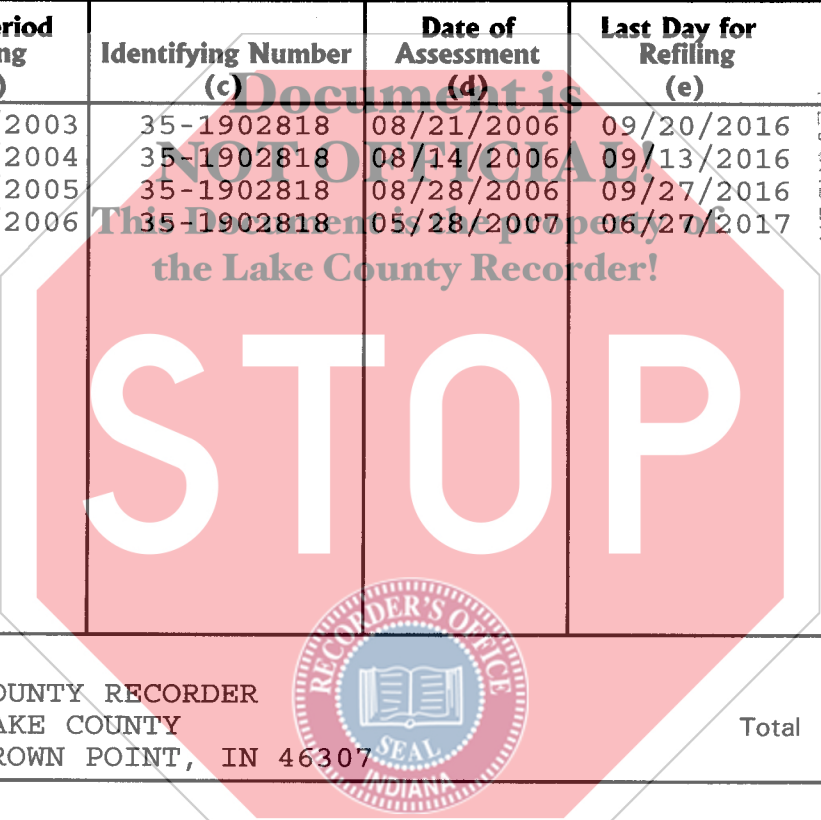 eriod Date of Last Day for
ng Identifying Number Assessment Refiling
) (c) (d) (e)
Document is
/2003 35-1902818 08/21/2006 09/20/2016
/2004 35-1902818 08/14/2006 09/13/2016
NOT OFFICIAL!
/2005 35-1902818 08/28/2006 09/27/2016
/2006 35-1902818 05/28/2007 06/27/2017
This Document is the property of
the Lake County Recorder!
STOP
RECORDER'S OFFICE
SEAL
INDIANA
OUNTY RECORDER
AKE COUNTY Total
ROWN POINT, IN 46307